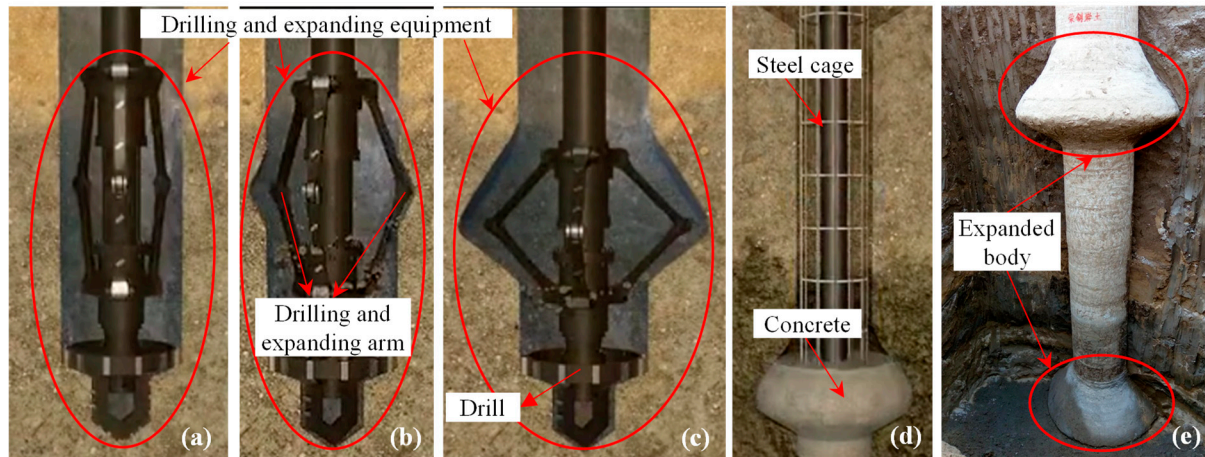 Drilling and expanding equipment
Steel cage
Drilling and
expanding arm
Concrete
Expanded
body
Drill
(a)
(b)
(c)
(d)
(e)